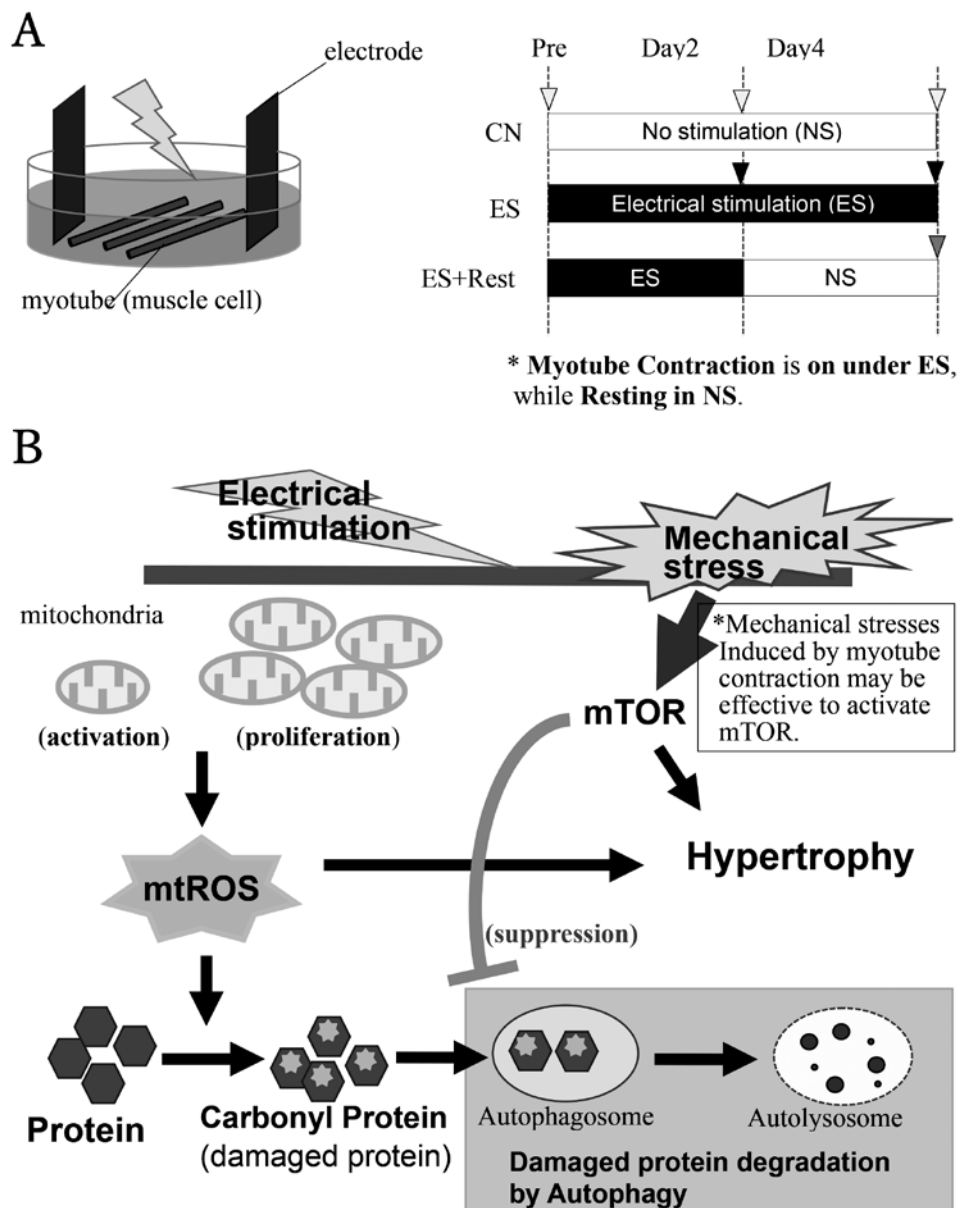 A
electrode
myotube (muscle cell)
Pre Day2 Day4
CN No stimulation (NS)
ES Electrical stimulation (ES)
ES+Rest ES NS
* Myotube Contraction is on under ES,
while Resting in NS.
B
Electrical
stimulation
Mechanical
stress
mitochondria
(activation)
(proliferation)
*Mechanical stresses
Induced by myotube
contraction may be
effective to activate
mTOR.
mTOR
mtROS
Hypertrophy
(suppression)
Protein
Carbonyl Protein
(damaged protein)
Autophagosome
Autolysosome
Damaged protein degradation
by Autophagy